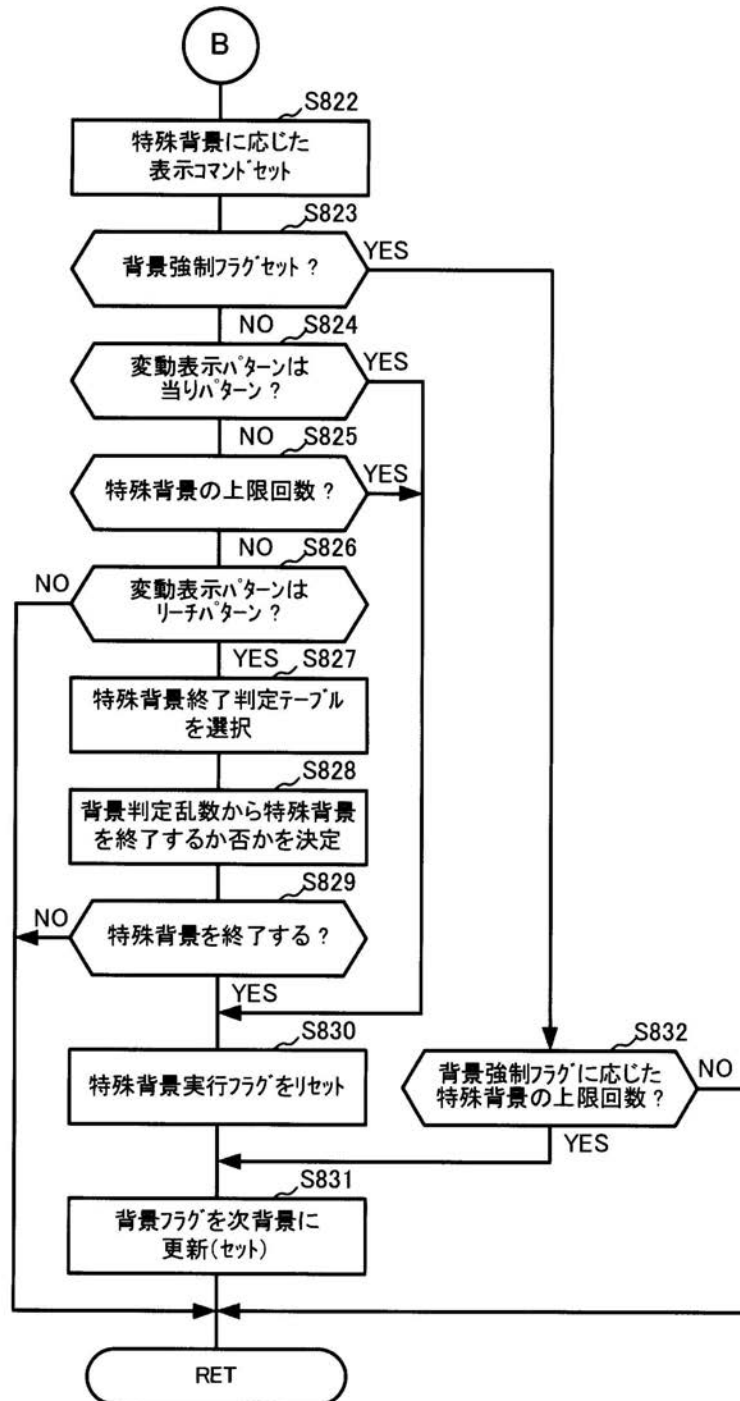 B
S822
特殊背景に応じた
表示コマンドセット
S823
背景強制フラグセット?
YES
NO
S824
変動表示パターンは
当りパターン?
YES
NO
S825
特殊背景の上限回数?
YES
NO
S826
変動表示パターンは
リーチパターン?
NO
YES
S827
特殊背景終了判定テーブル
を選択
S828
背景判定乱数から特殊背景
を終了するか否かを決定
S829
特殊背景を終了する?
NO
YES
S830
特殊背景実行フラグをリセット
S832
背景強制フラグに応じた
特殊背景の上限回数?
NO
YES
S831
背景フラグを次背景に
更新(セット)
RET